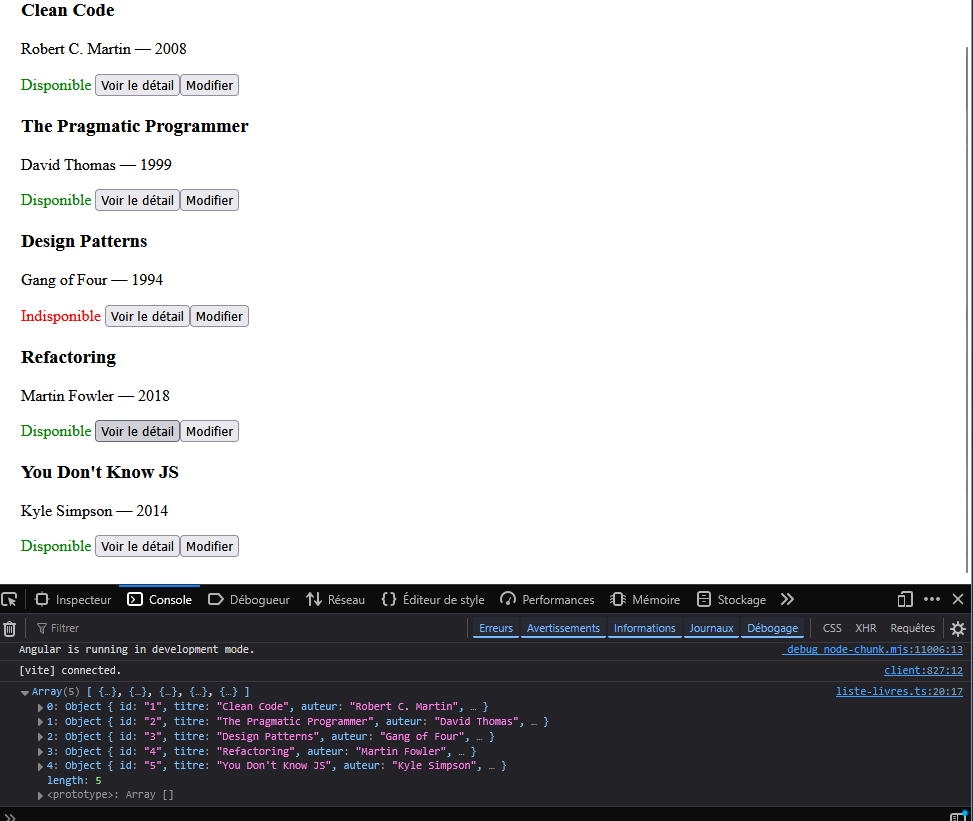 Clean Code
Robert C. Martin — 2008
Disponible Voir le détail Modifier
The Pragmatic Programmer
David Thomas — 1999
Disponible Voir le détail Modifier
Design Patterns
Gang of Four — 1994
Indisponible Voir le détail Modifier
Refactoring
Martin Fowler — 2018
Disponible Voir le détail Modifier
You Don't Know JS
Kyle Simpson — 2014
Disponible Voir le détail Modifier
Inspecteur Console Débogueur Réseau Éditeur de style Performances Mémoire Stockage
Filtrer Erreurs Avertissements Informations Journaux Débogage CSS XHR Requêtes
Angular is running in development mode. _debug_node-chunk.mjs:11006:13
[vite] connected. client:827:12
Array(5) [ {…}, {…}, {…}, {…}, {…} ] liste-livres.ts:20:17
0: Object { id: "1", titre: "Clean Code", auteur: "Robert C. Martin", … }
1: Object { id: "2", titre: "The Pragmatic Programmer", auteur: "David Thomas", … }
2: Object { id: "3", titre: "Design Patterns", auteur: "Gang of Four", … }
3: Object { id: "4", titre: "Refactoring", auteur: "Martin Fowler", … }
4: Object { id: "5", titre: "You Don't Know JS", auteur: "Kyle Simpson", … }
length: 5
<prototype>: Array []